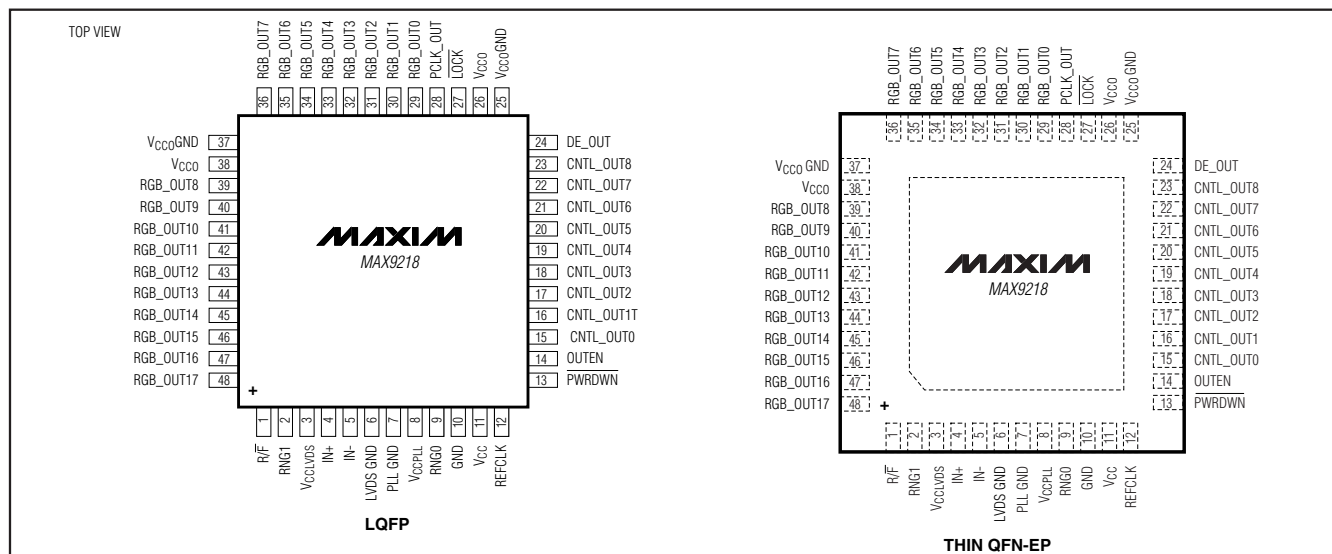 TOP VIEW
RGB_OUT7
RGB_OUT6
RGB_OUT5
RGB_OUT4
RGB_OUT3
RGB_OUT2
RGB_OUT1
RGB_OUT0
PCLK_OUT
LOCK
VCCO
VCCOGND
36 35 34 33 32 31 30 29 28 27 26 25
VCCOGND 37
VCCO 38
RGB_OUT8 39
RGB_OUT9 40
RGB_OUT10 41
RGB_OUT11 42
RGB_OUT12 43
RGB_OUT13 44
RGB_OUT14 45
RGB_OUT15 46
RGB_OUT16 47
RGB_OUT17 48
MAXIM
MAX9218
+
24 DE_OUT
23 CNTL_OUT8
22 CNTL_OUT7
21 CNTL_OUT6
20 CNTL_OUT5
19 CNTL_OUT4
18 CNTL_OUT3
17 CNTL_OUT2
16 CNTL_OUT1T
15 CNTL_OUT0
14 OUTEN
13 PWRDWN
1 2 3 4 5 6 7 8 9 10 11 12
R/F
RNG1
VCCLVDS
IN+
IN-
LVDS GND
PLL GND
VCCPLL
RNG0
GND
VCC
REFCLK
LQFP
RGB_OUT7
RGB_OUT6
RGB_OUT5
RGB_OUT4
RGB_OUT3
RGB_OUT2
RGB_OUT1
RGB_OUT0
PCLK_OUT
LOCK
VCCO
VCCO GND
36 35 34 33 32 31 30 29 28 27 26 25
VCCO GND 37
VCCO 38
RGB_OUT8 39
RGB_OUT9 40
RGB_OUT10 41
RGB_OUT11 42
RGB_OUT12 43
RGB_OUT13 44
RGB_OUT14 45
RGB_OUT15 46
RGB_OUT16 47
RGB_OUT17 48
MAXIM
MAX9218
+
24 DE_OUT
23 CNTL_OUT8
22 CNTL_OUT7
21 CNTL_OUT6
20 CNTL_OUT5
19 CNTL_OUT4
18 CNTL_OUT3
17 CNTL_OUT2
16 CNTL_OUT1
15 CNTL_OUT0
14 OUTEN
13 PWRDWN
1 2 3 4 5 6 7 8 9 10 11 12
R/F
RNG1
VCCLVDS
IN+
IN-
LVDS GND
PLL GND
VCCPLL
RNG0
GND
VCC
REFCLK
THIN QFN-EP